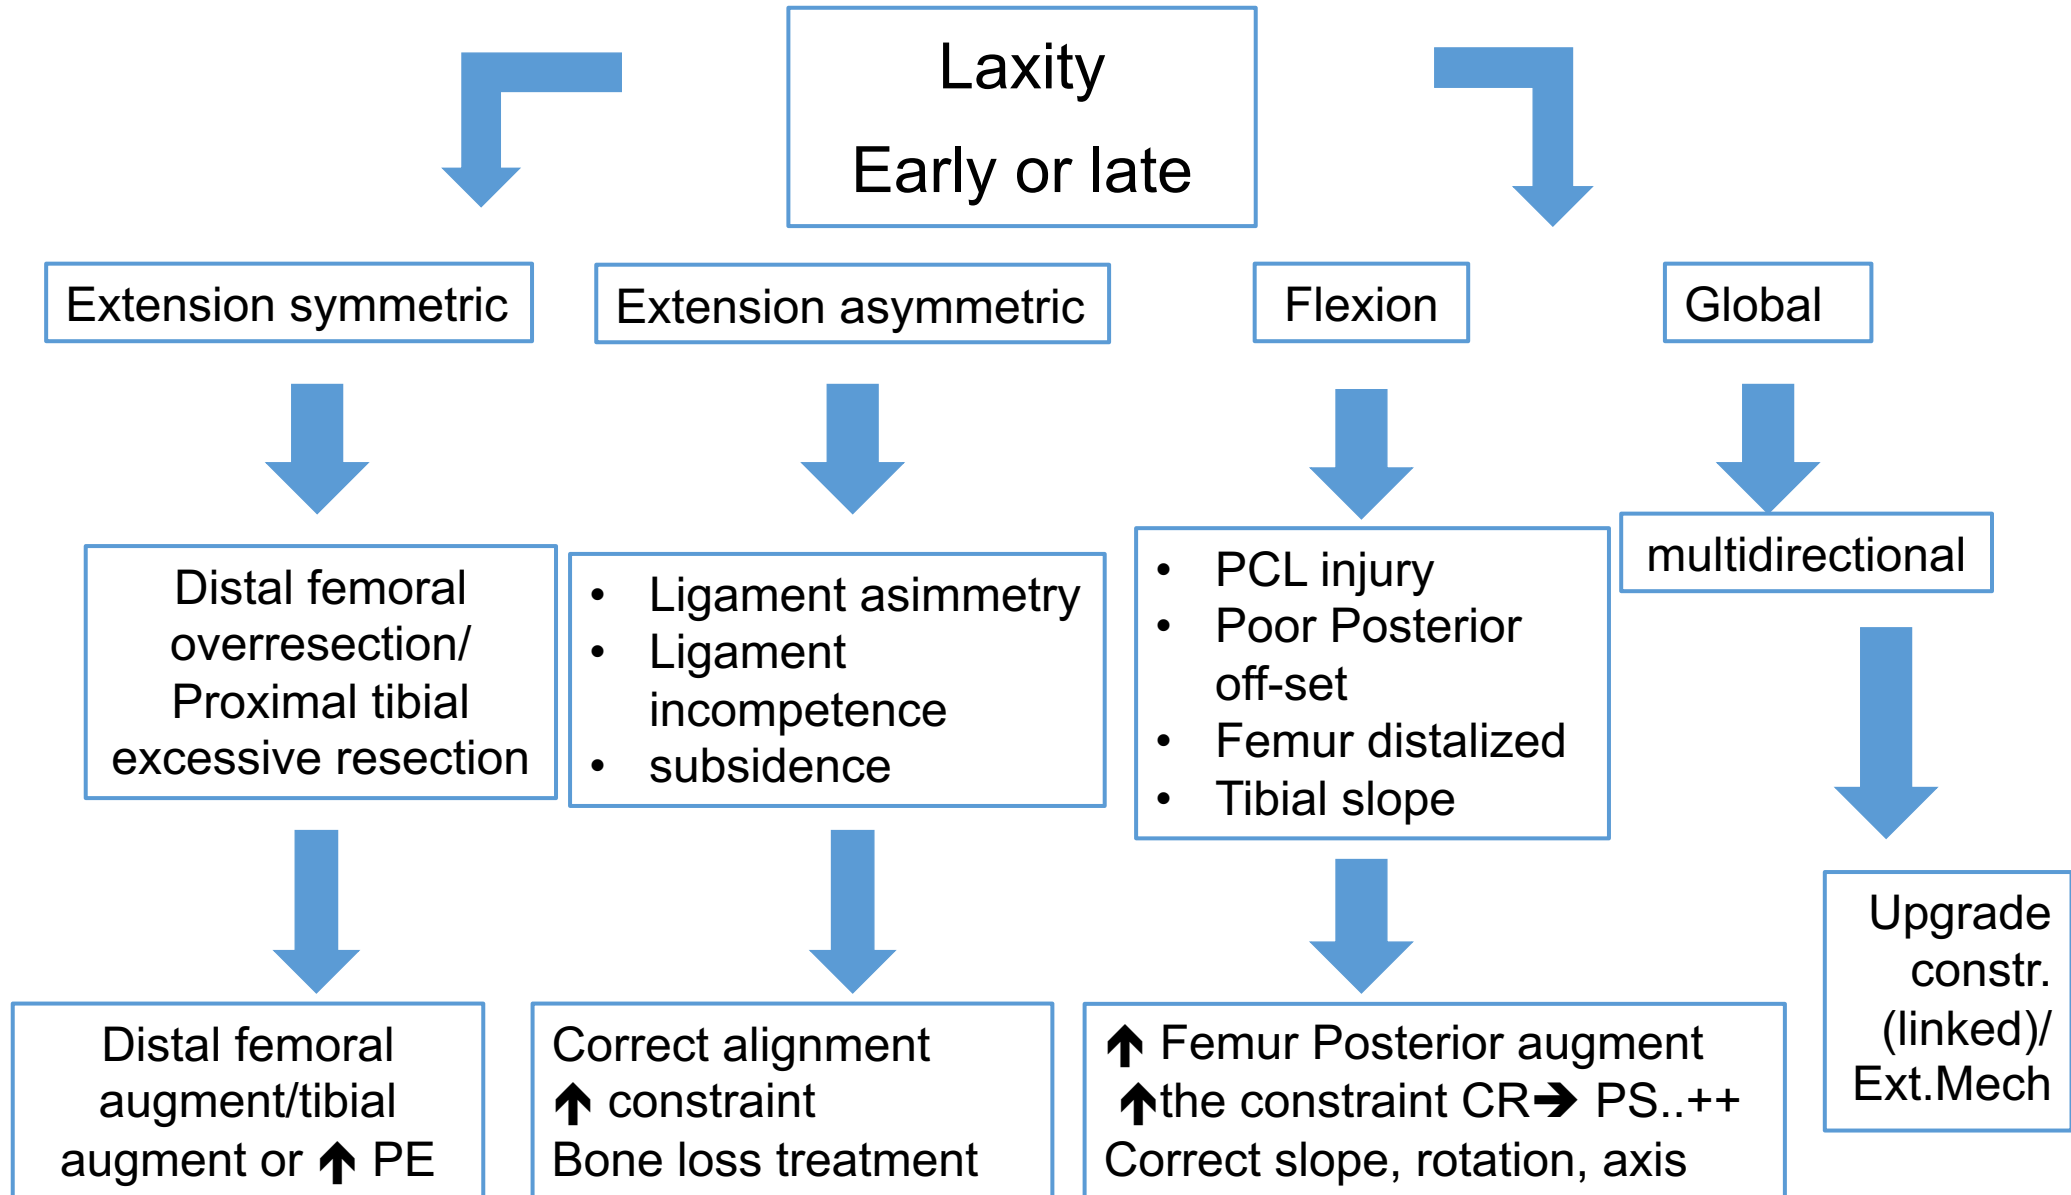 Laxity
Early or late
Extension symmetric
Extension asymmetric
Flexion
Global
Distal femoral
overresection/
Proximal tibial
excessive resection
• Ligament asimmetry
• Ligament
incompetence
• subsidence
• PCL injury
• Poor Posterior
off-set
• Femur distalized
• Tibial slope
multidirectional
Distal femoral
augment/tibial
augment or 🡩 PE
Correct alignment
🡩 constraint
Bone loss treatment
🡩 Femur Posterior augment
🡩the constraint CR➔ PS..++
Correct slope, rotation, axis
Upgrade
constr.
(linked)/
Ext.Mech